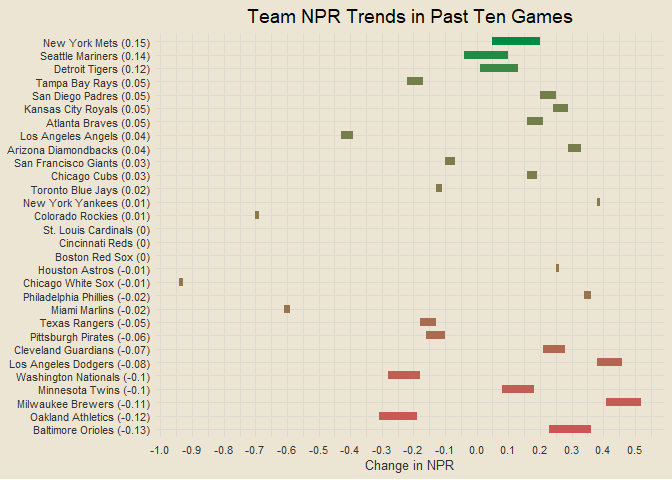 Team NPR Trends in Past Ten Games
New York Mets (0.15)
Seattle Mariners (0.14)
Detroit Tigers (0.12)
Tampa Bay Rays (0.05)
San Diego Padres (0.05)
Kansas City Royals (0.05)
Atlanta Braves (0.05)
Los Angeles Angels (0.04)
Arizona Diamondbacks (0.04)
San Francisco Giants (0.03)
Chicago Cubs (0.03)
Toronto Blue Jays (0.02)
New York Yankees (0.01)
Colorado Rockies (0.01)
St. Louis Cardinals (0)
Cincinnati Reds (0)
Boston Red Sox (0)
Houston Astros (-0.01)
Chicago White Sox (-0.01)
Philadelphia Phillies (-0.02)
Miami Marlins (-0.02)
Texas Rangers (-0.05)
Pittsburgh Pirates (-0.06)
Cleveland Guardians (-0.07)
Los Angeles Dodgers (-0.08)
Washington Nationals (-0.1)
Minnesota Twins (-0.1)
Milwaukee Brewers (-0.11)
Oakland Athletics (-0.12)
Baltimore Orioles (-0.13)
-1.0 -0.9 -0.8 -0.7 -0.6 -0.5 -0.4 -0.3 -0.2 -0.1 0.0 0.1 0.2 0.3 0.4 0.5
Change in NPR